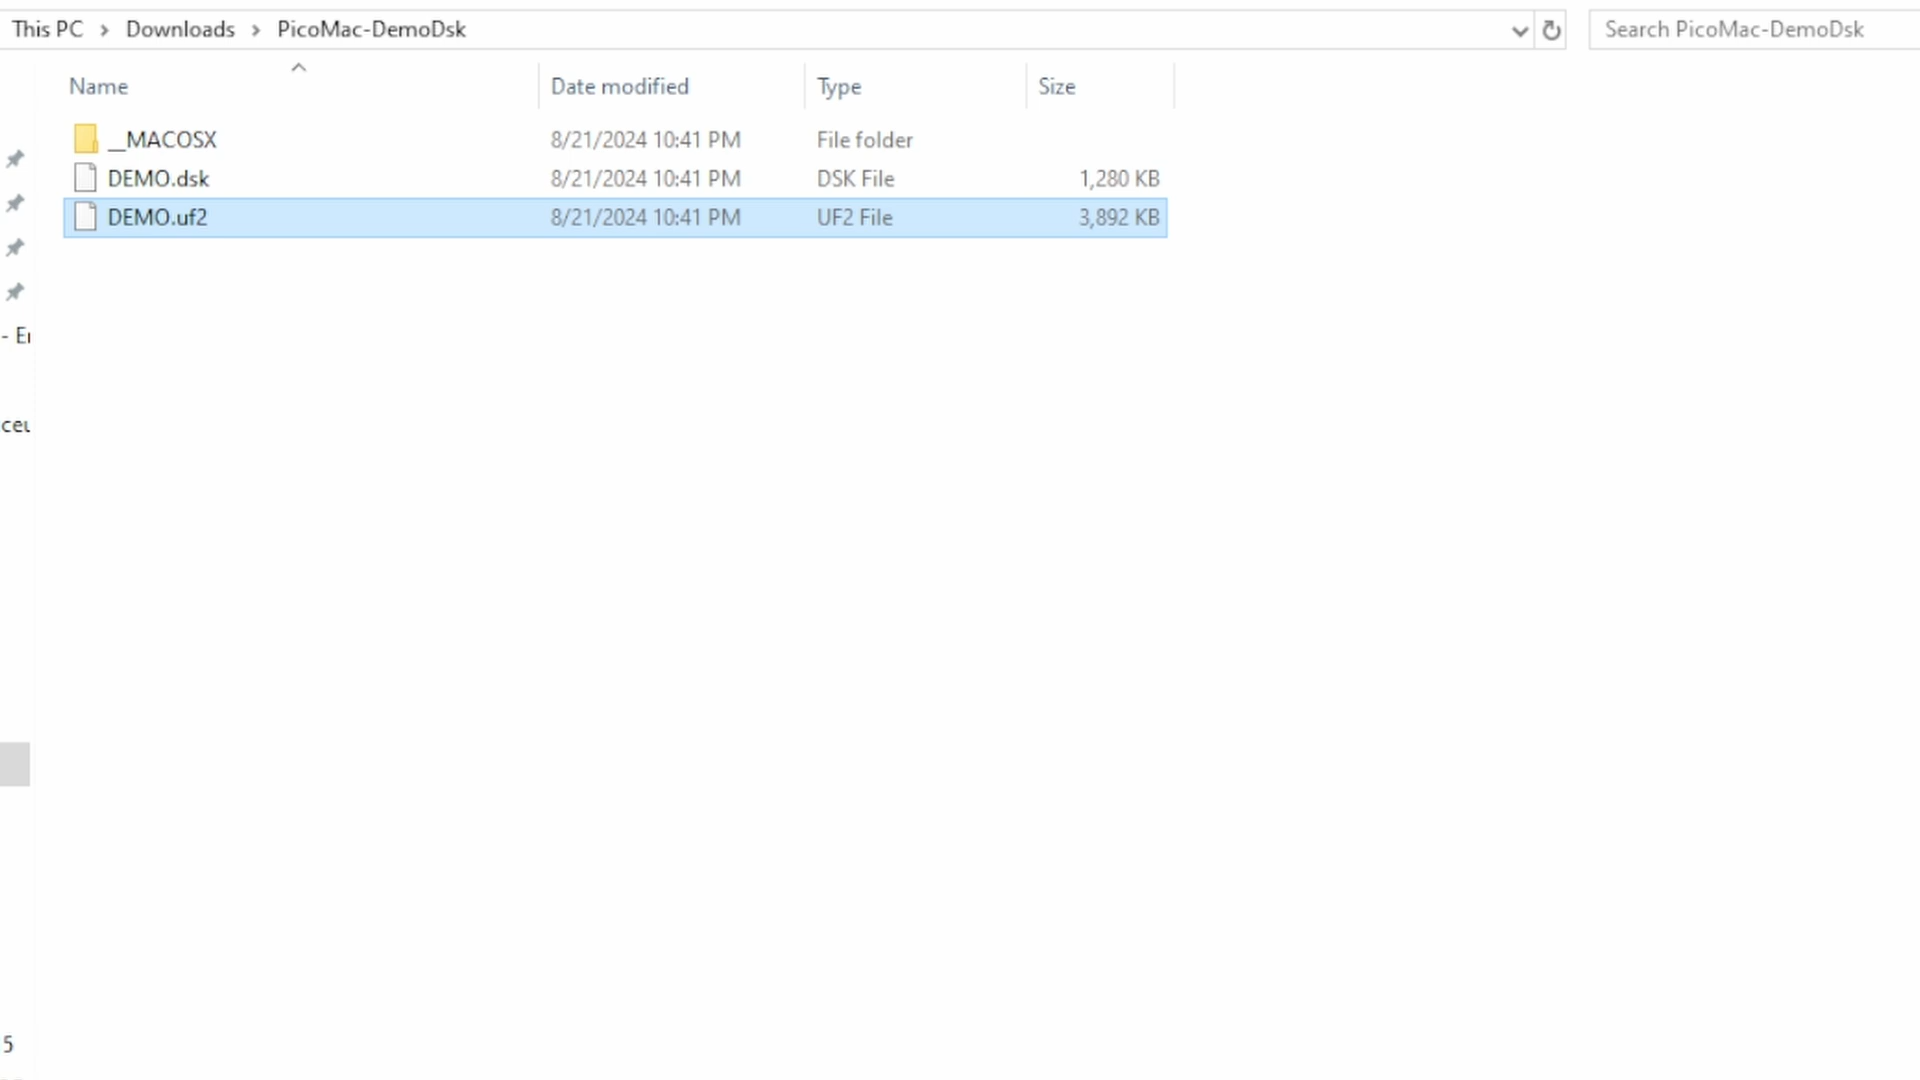 This PC > Downloads > PicoMac-DemoDsk
Search PicoMac-DemoDsk
Name Date modified Type Size
__MACOSX 8/21/2024 10:41 PM File folder
DEMO.dsk 8/21/2024 10:41 PM DSK File 1,280 KB
DEMO.uf2 8/21/2024 10:41 PM UF2 File 3,892 KB
5